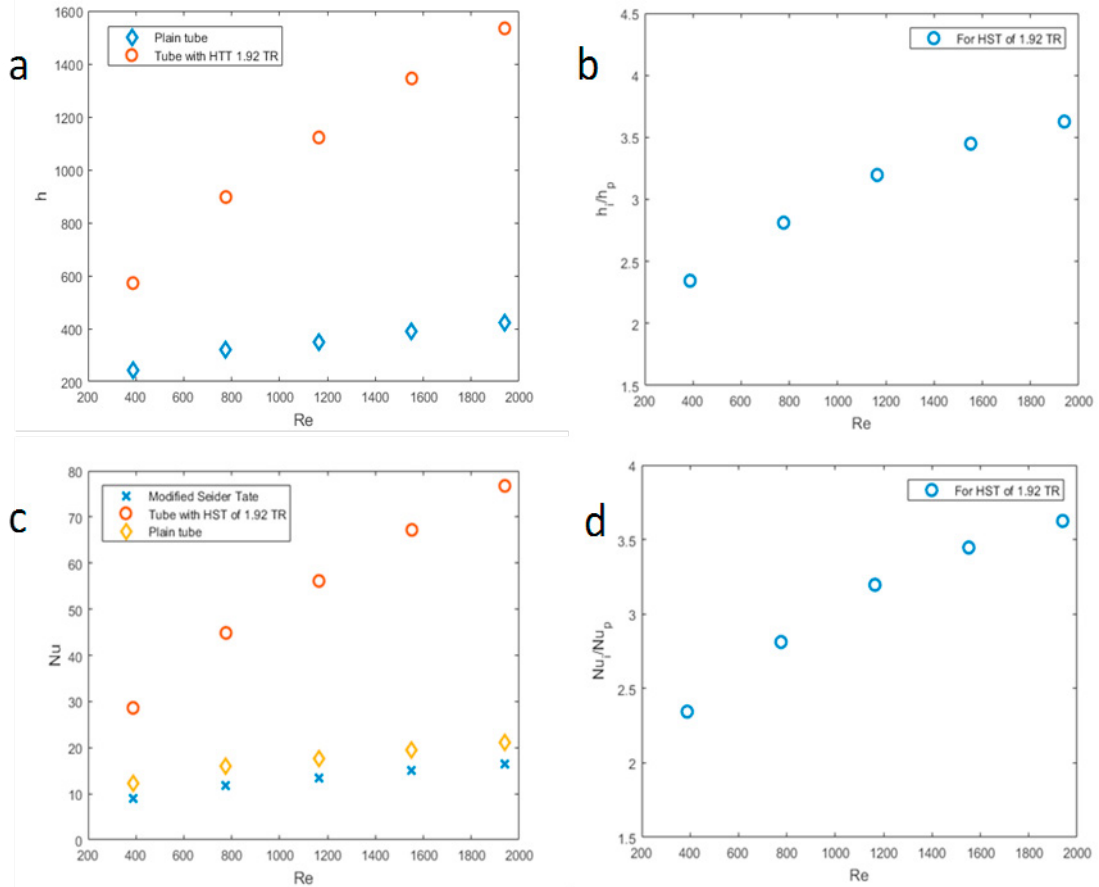 a
1600
1400
1200
1000
800
600
400
200
h
Plain tube
Tube with HTT 1.92 TR
200 400 600 800 1000 1200 1400 1600 1800 2000
Re
b
4.5
4
3.5
3
2.5
2
1.5
h_i/h_p
For HST of 1.92 TR
200 400 600 800 1000 1200 1400 1600 1800 2000
Re
c
80
70
60
50
40
30
20
10
0
Nu
Modified Seider Tate
Tube with HST of 1.92 TR
Plain tube
200 400 600 800 1000 1200 1400 1600 1800 2000
Re
d
4
3.5
3
2.5
2
1.5
Nu_i/Nu_p
For HST of 1.92 TR
200 400 600 800 1000 1200 1400 1600 1800 2000
Re